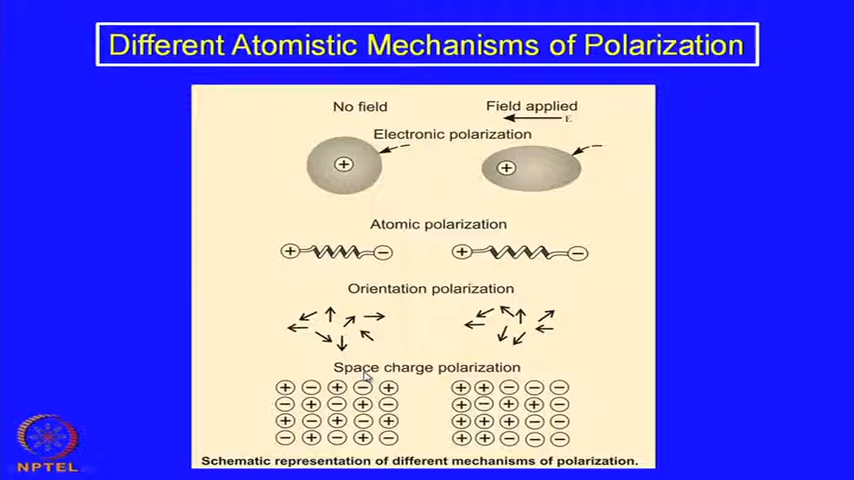 Different Atomistic Mechanisms of Polarization
No field Field applied
E
Electronic polarization
Atomic polarization
Orientation polarization
Space charge polarization
Schematic representation of different mechanisms of polarization.
NPTEL